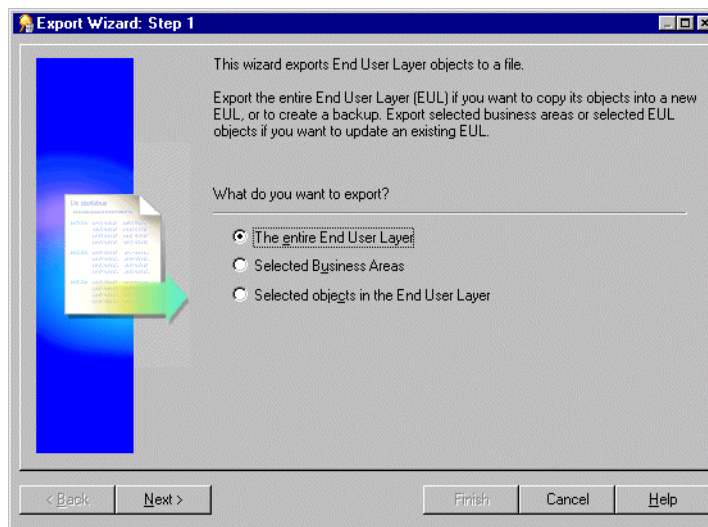 Export Wizard: Step 1
This wizard exports End User Layer objects to a file.
Export the entire End User Layer (EUL) if you want to copy its objects into a new
EUL, or to create a backup. Export selected business areas or selected EUL
objects if you want to update an existing EUL.
What do you want to export?
The entire End User Layer
Selected Business Areas
Selected objects in the End User Layer
< Back
Next >
Finish
Cancel
Help